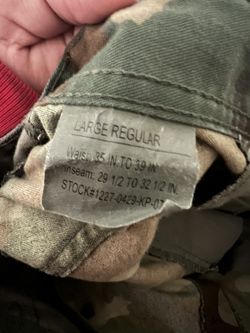 LARGE REGULAR
Waist: 35 IN TO 39 IN
Inseam: 29 1/2 TO 32 1/2 IN.
STOCK#1227-0429-KP-07